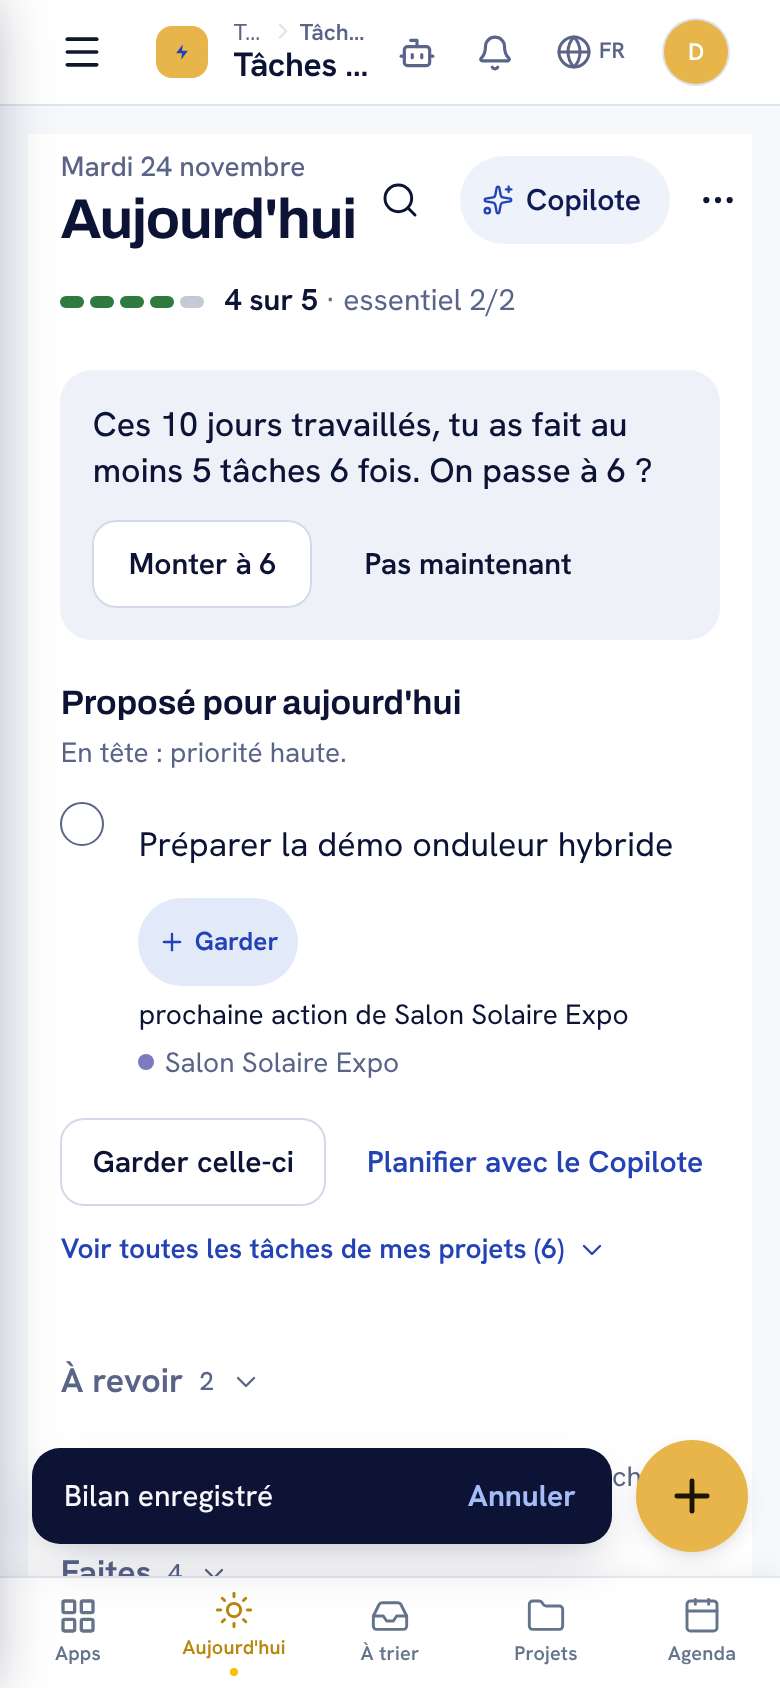 T...
Tâch...
Tâches ...
FR
D
Mardi 24 novembre
Aujourd'hui
Copilote
4 sur 5 · essentiel 2/2
Ces 10 jours travaillés, tu as fait au
moins 5 tâches 6 fois. On passe à 6 ?
Monter à 6
Pas maintenant
Proposé pour aujourd'hui
En tête : priorité haute.
Préparer la démo onduleur hybride
+ Garder
prochaine action de Salon Solaire Expo
Salon Solaire Expo
Garder celle-ci
Planifier avec le Copilote
Voir toutes les tâches de mes projets (6)
À revoir 2
ch
Bilan enregistré
Annuler
Faites 4
Apps
Aujourd'hui
À trier
Projets
Agenda